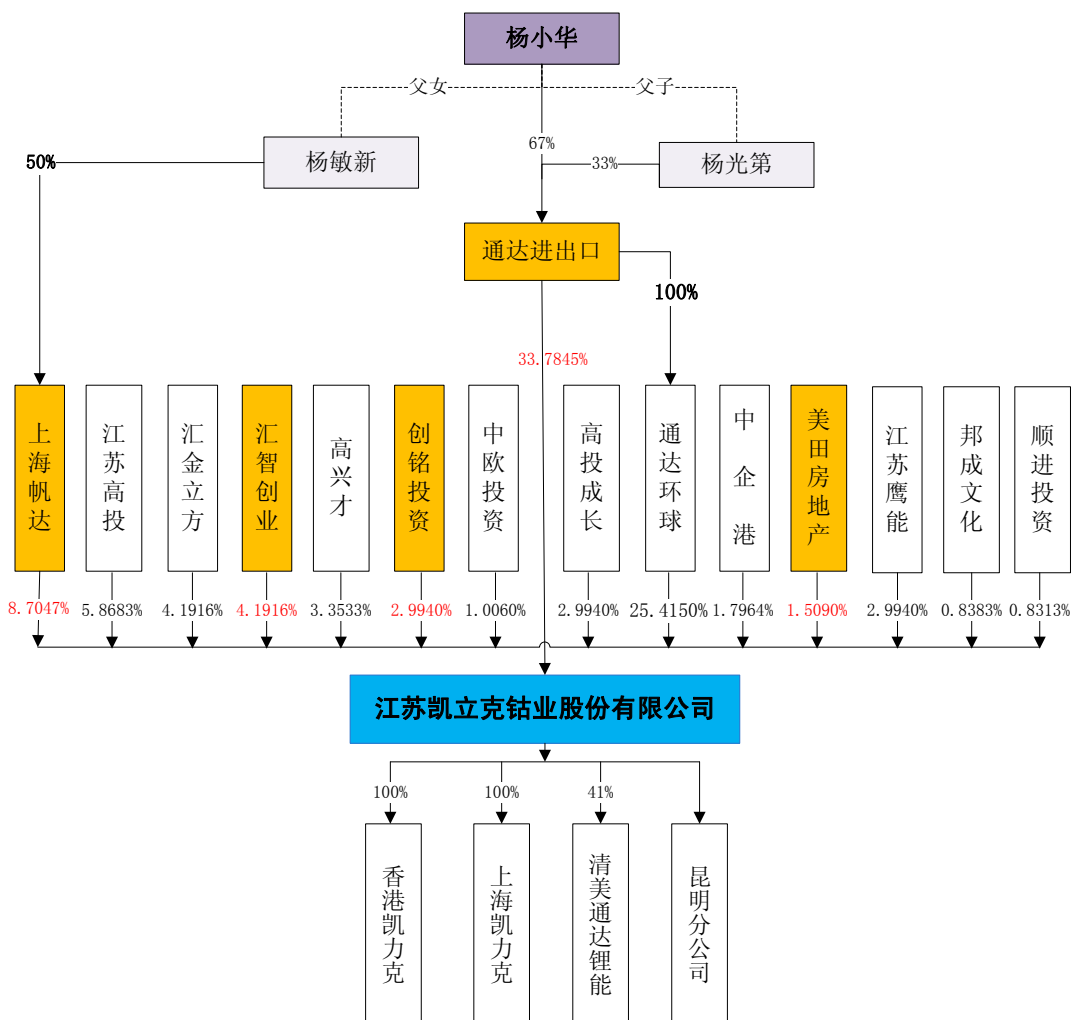 杨小华
父女
父子
67%
50%
杨敏新
33%
杨光第
通达进出口
100%
33.7845%
上海帆达
江苏高投
汇金立方
汇智创业
高兴才
创铭投资
中欧投资
高投成长
通达环球
中企港
美田房地产
江苏鹰能
邦成文化
顺进投资
8.7047%
5.8683%
4.1916%
4.1916%
3.3533%
2.9940%
1.0060%
2.9940%
25.4150%
1.7964%
1.5090%
2.9940%
0.8383%
0.8313%
江苏凯立克钴业股份有限公司
100%
100%
41%
香港凯力克
上海凯力克
清美通达锂能
昆明分公司